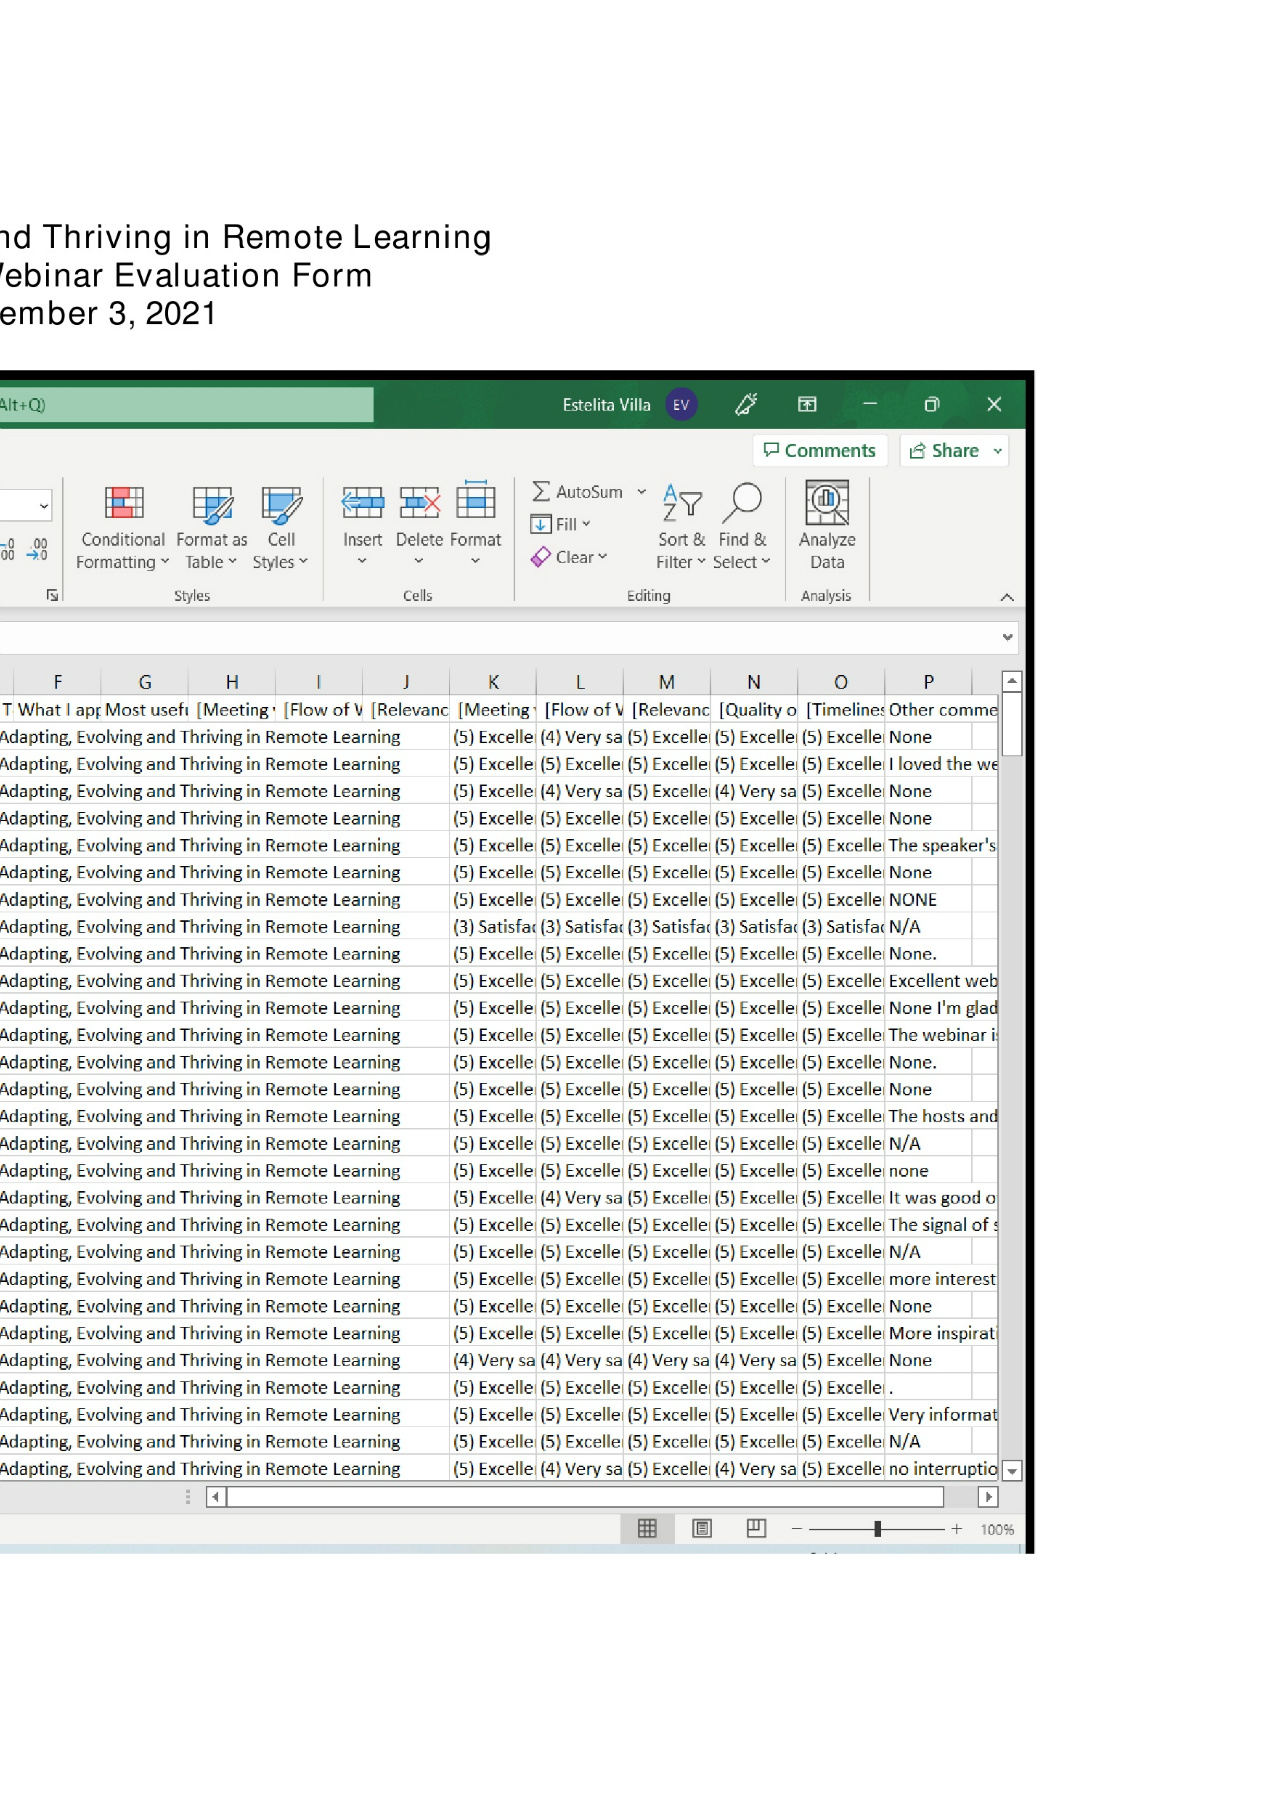 nd Thriving in Remote Learning
Webinar Evaluation Form
ember 3, 2021
Alt+Q) Estelita Villa EV
Comments Share
Conditional Formatting Format as Table Cell Styles Insert Delete Format AutoSum Fill Clear Sort & Filter Find & Select Analyze Data
Styles Cells Editing Analysis
F G H I J K L M N O P
T What I app Most usefu [Meeting [Flow of W [Relevanc [Meeting [Flow of W [Relevanc [Quality o [Timelines Other comme
Adapting, Evolving and Thriving in Remote Learning (5) Excelle (4) Very sa (5) Excelle (5) Excelle (5) Excelle None
Adapting, Evolving and Thriving in Remote Learning (5) Excelle (5) Excelle (5) Excelle (5) Excelle (5) Excelle I loved the we
Adapting, Evolving and Thriving in Remote Learning (5) Excelle (4) Very sa (5) Excelle (4) Very sa (5) Excelle None
Adapting, Evolving and Thriving in Remote Learning (5) Excelle (5) Excelle (5) Excelle (5) Excelle (5) Excelle None
Adapting, Evolving and Thriving in Remote Learning (5) Excelle (5) Excelle (5) Excelle (5) Excelle (5) Excelle The speaker's
Adapting, Evolving and Thriving in Remote Learning (5) Excelle (5) Excelle (5) Excelle (5) Excelle (5) Excelle None
Adapting, Evolving and Thriving in Remote Learning (5) Excelle (5) Excelle (5) Excelle (5) Excelle (5) Excelle NONE
Adapting, Evolving and Thriving in Remote Learning (3) Satisfac (3) Satisfac (3) Satisfac (3) Satisfac (3) Satisfac N/A
Adapting, Evolving and Thriving in Remote Learning (5) Excelle (5) Excelle (5) Excelle (5) Excelle (5) Excelle None.
Adapting, Evolving and Thriving in Remote Learning (5) Excelle (5) Excelle (5) Excelle (5) Excelle (5) Excelle Excellent web
Adapting, Evolving and Thriving in Remote Learning (5) Excelle (5) Excelle (5) Excelle (5) Excelle (5) Excelle None I'm glad
Adapting, Evolving and Thriving in Remote Learning (5) Excelle (5) Excelle (5) Excelle (5) Excelle (5) Excelle The webinar i
Adapting, Evolving and Thriving in Remote Learning (5) Excelle (5) Excelle (5) Excelle (5) Excelle (5) Excelle None.
Adapting, Evolving and Thriving in Remote Learning (5) Excelle (5) Excelle (5) Excelle (5) Excelle (5) Excelle None
Adapting, Evolving and Thriving in Remote Learning (5) Excelle (5) Excelle (5) Excelle (5) Excelle (5) Excelle The hosts and
Adapting, Evolving and Thriving in Remote Learning (5) Excelle (5) Excelle (5) Excelle (5) Excelle (5) Excelle N/A
Adapting, Evolving and Thriving in Remote Learning (5) Excelle (5) Excelle (5) Excelle (5) Excelle (5) Excelle none
Adapting, Evolving and Thriving in Remote Learning (5) Excelle (4) Very sa (5) Excelle (5) Excelle (5) Excelle It was good o
Adapting, Evolving and Thriving in Remote Learning (5) Excelle (5) Excelle (5) Excelle (5) Excelle (5) Excelle The signal of s
Adapting, Evolving and Thriving in Remote Learning (5) Excelle (5) Excelle (5) Excelle (5) Excelle (5) Excelle N/A
Adapting, Evolving and Thriving in Remote Learning (5) Excelle (5) Excelle (5) Excelle (5) Excelle (5) Excelle more interest
Adapting, Evolving and Thriving in Remote Learning (5) Excelle (5) Excelle (5) Excelle (5) Excelle (5) Excelle None
Adapting, Evolving and Thriving in Remote Learning (5) Excelle (5) Excelle (5) Excelle (5) Excelle (5) Excelle More inspirati
Adapting, Evolving and Thriving in Remote Learning (4) Very sa (4) Very sa (4) Very sa (4) Very sa (5) Excelle None
Adapting, Evolving and Thriving in Remote Learning (5) Excelle (5) Excelle (5) Excelle (5) Excelle (5) Excelle .
Adapting, Evolving and Thriving in Remote Learning (5) Excelle (5) Excelle (5) Excelle (5) Excelle (5) Excelle Very informat
Adapting, Evolving and Thriving in Remote Learning (5) Excelle (5) Excelle (5) Excelle (5) Excelle (5) Excelle N/A
Adapting, Evolving and Thriving in Remote Learning (5) Excelle (4) Very sa (5) Excelle (4) Very sa (5) Excelle no interruptio
100%